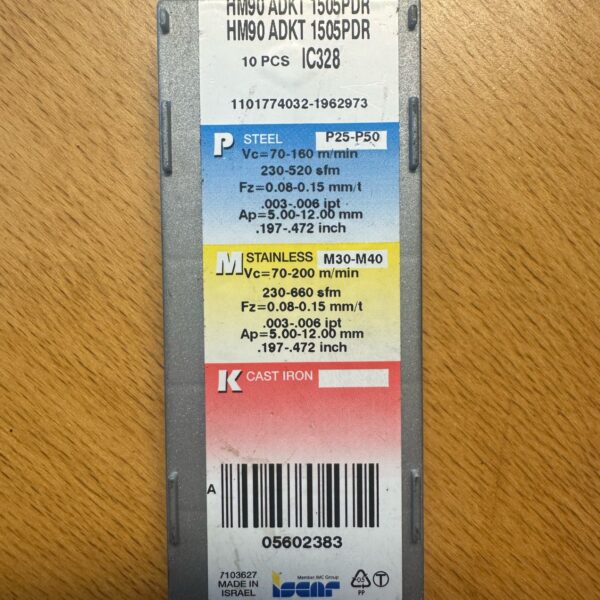 HM90 ADKT 1505PDR
HM90 ADKT 1505PDR
10 PCS IC328
1101774032-1962973
P STEEL P25-P50
Vc=70-160 m/min
230-520 sfm
Fz=0.08-0.15 mm/t
.003-.006 ipt
Ap=5.00-12.00 mm
.197-.472 inch
M STAINLESS M30-M40
Vc=70-200 m/min
230-660 sfm
Fz=0.08-0.15 mm/t
.003-.006 ipt
Ap=5.00-12.00 mm
.197-.472 inch
K CAST IRON
A
05602383
7103627
MADE IN
ISRAEL
Member IMC Group
iscar
05
PP
T